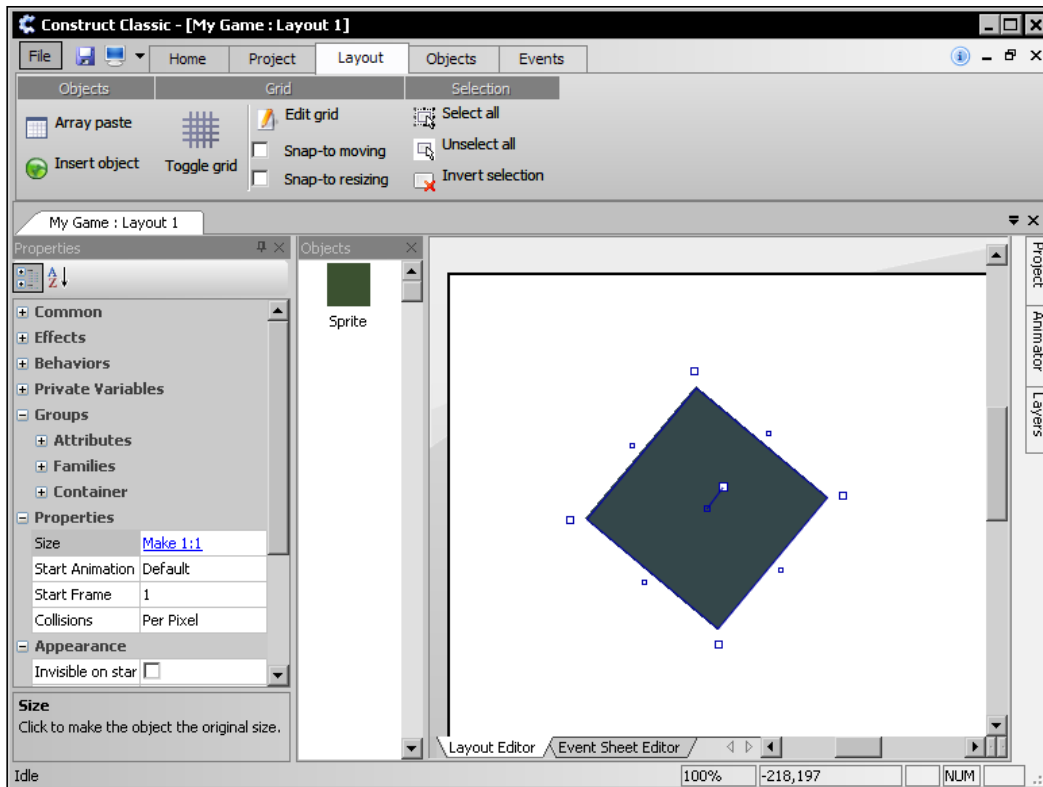 Construct Classic - [My Game : Layout 1]
File Home Project Layout Objects Events
Objects Grid Selection
Array paste
Insert object
Toggle grid
Edit grid
Snap-to moving
Snap-to resizing
Select all
Unselect all
Invert selection
My Game : Layout 1
Properties
A
Z
Common
Effects
Behaviors
Private Variables
Groups
Attributes
Families
Container
Properties
Size Make 1:1
Start Animation Default
Start Frame 1
Collisions Per Pixel
Appearance
Invisible on star
Size
Click to make the object the original size.
Objects
Sprite
Project
Animator
Layers
Layout Editor Event Sheet Editor
Idle 100% -218,197 NUM